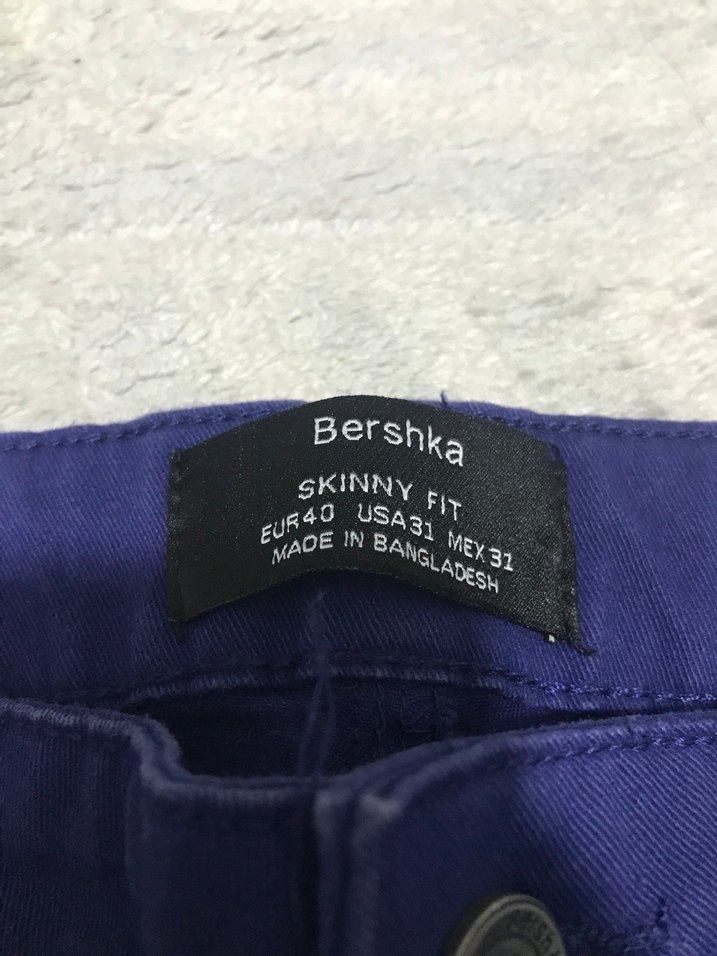 Bershka
SKINNY FIT
EUR40 USA31 MEX31
MADE IN BANGLADESH